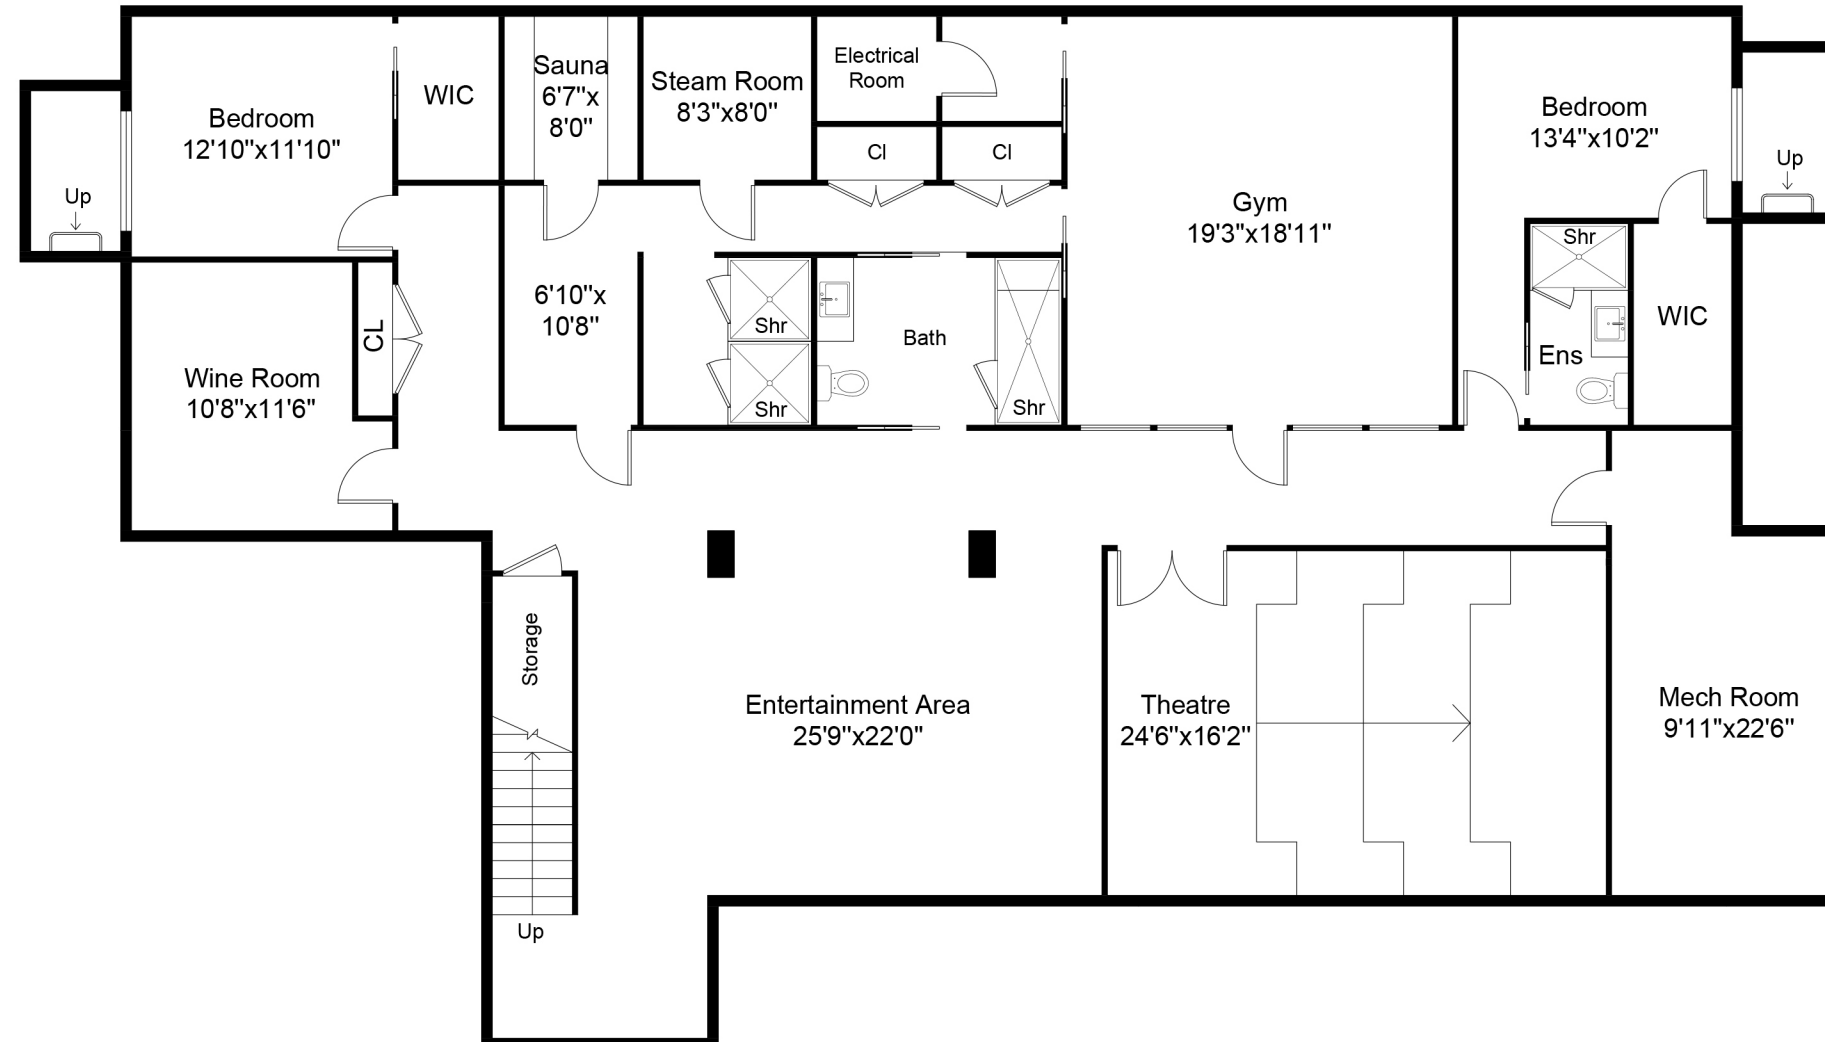 Bedroom
12'10"x11'10"
WIC
Sauna
6'7"x
8'0"
Steam Room
8'3"x8'0"
Electrical
Room
Cl
Cl
Gym
19'3"x18'11"
Bedroom
13'4"x10'2"
Up
Up
Wine Room
10'8"x11'6"
CL
6'10"x
10'8"
Shr
Shr
Bath
Shr
Shr
Ens
WIC
Storage
Up
Entertainment Area
25'9"x22'0"
Theatre
24'6"x16'2"
Mech Room
9'11"x22'6"